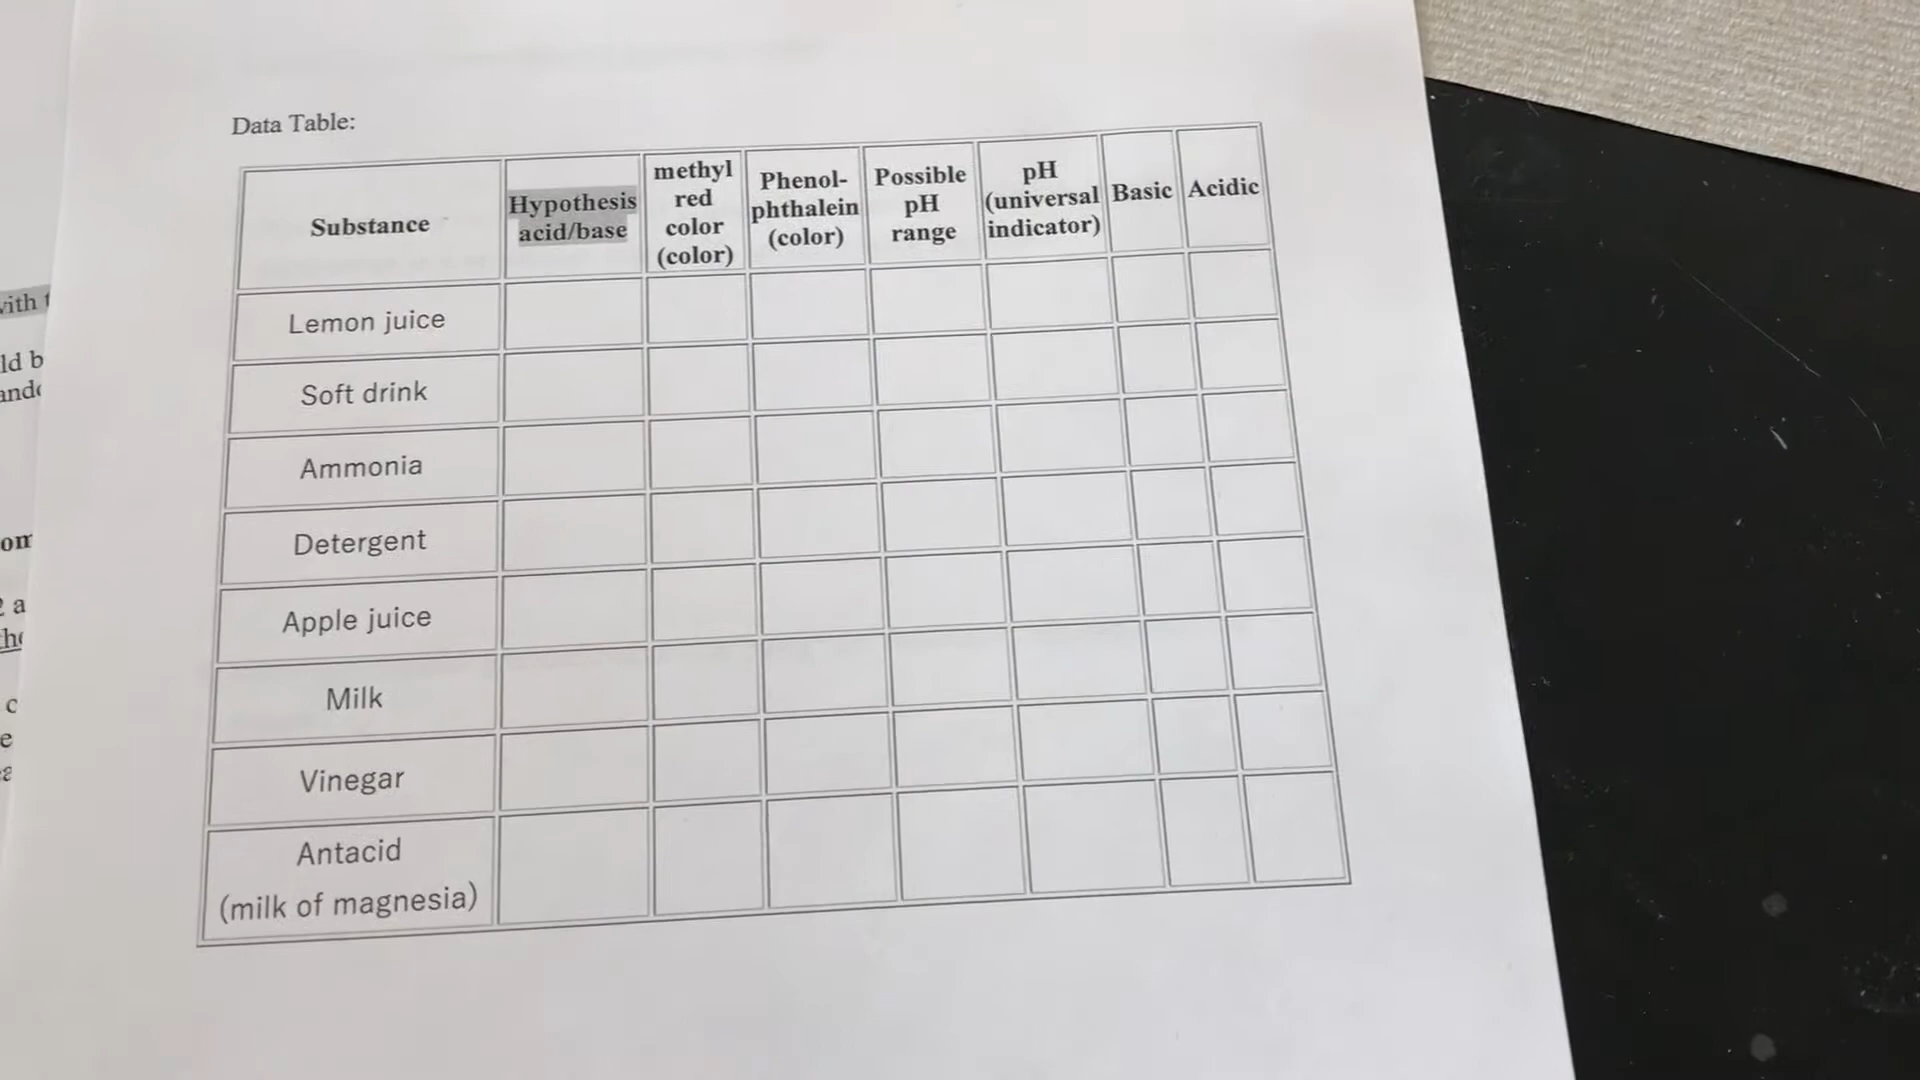 Data Table:
Substance
Hypothesis
acid/base
methyl
red
color
(color)
Phenol-
phthalein
(color)
Possible
pH
range
pH
(universal
indicator)
Basic
Acidic
Lemon juice
Soft drink
Ammonia
Detergent
Apple juice
Milk
Vinegar
Antacid
(milk of magnesia)